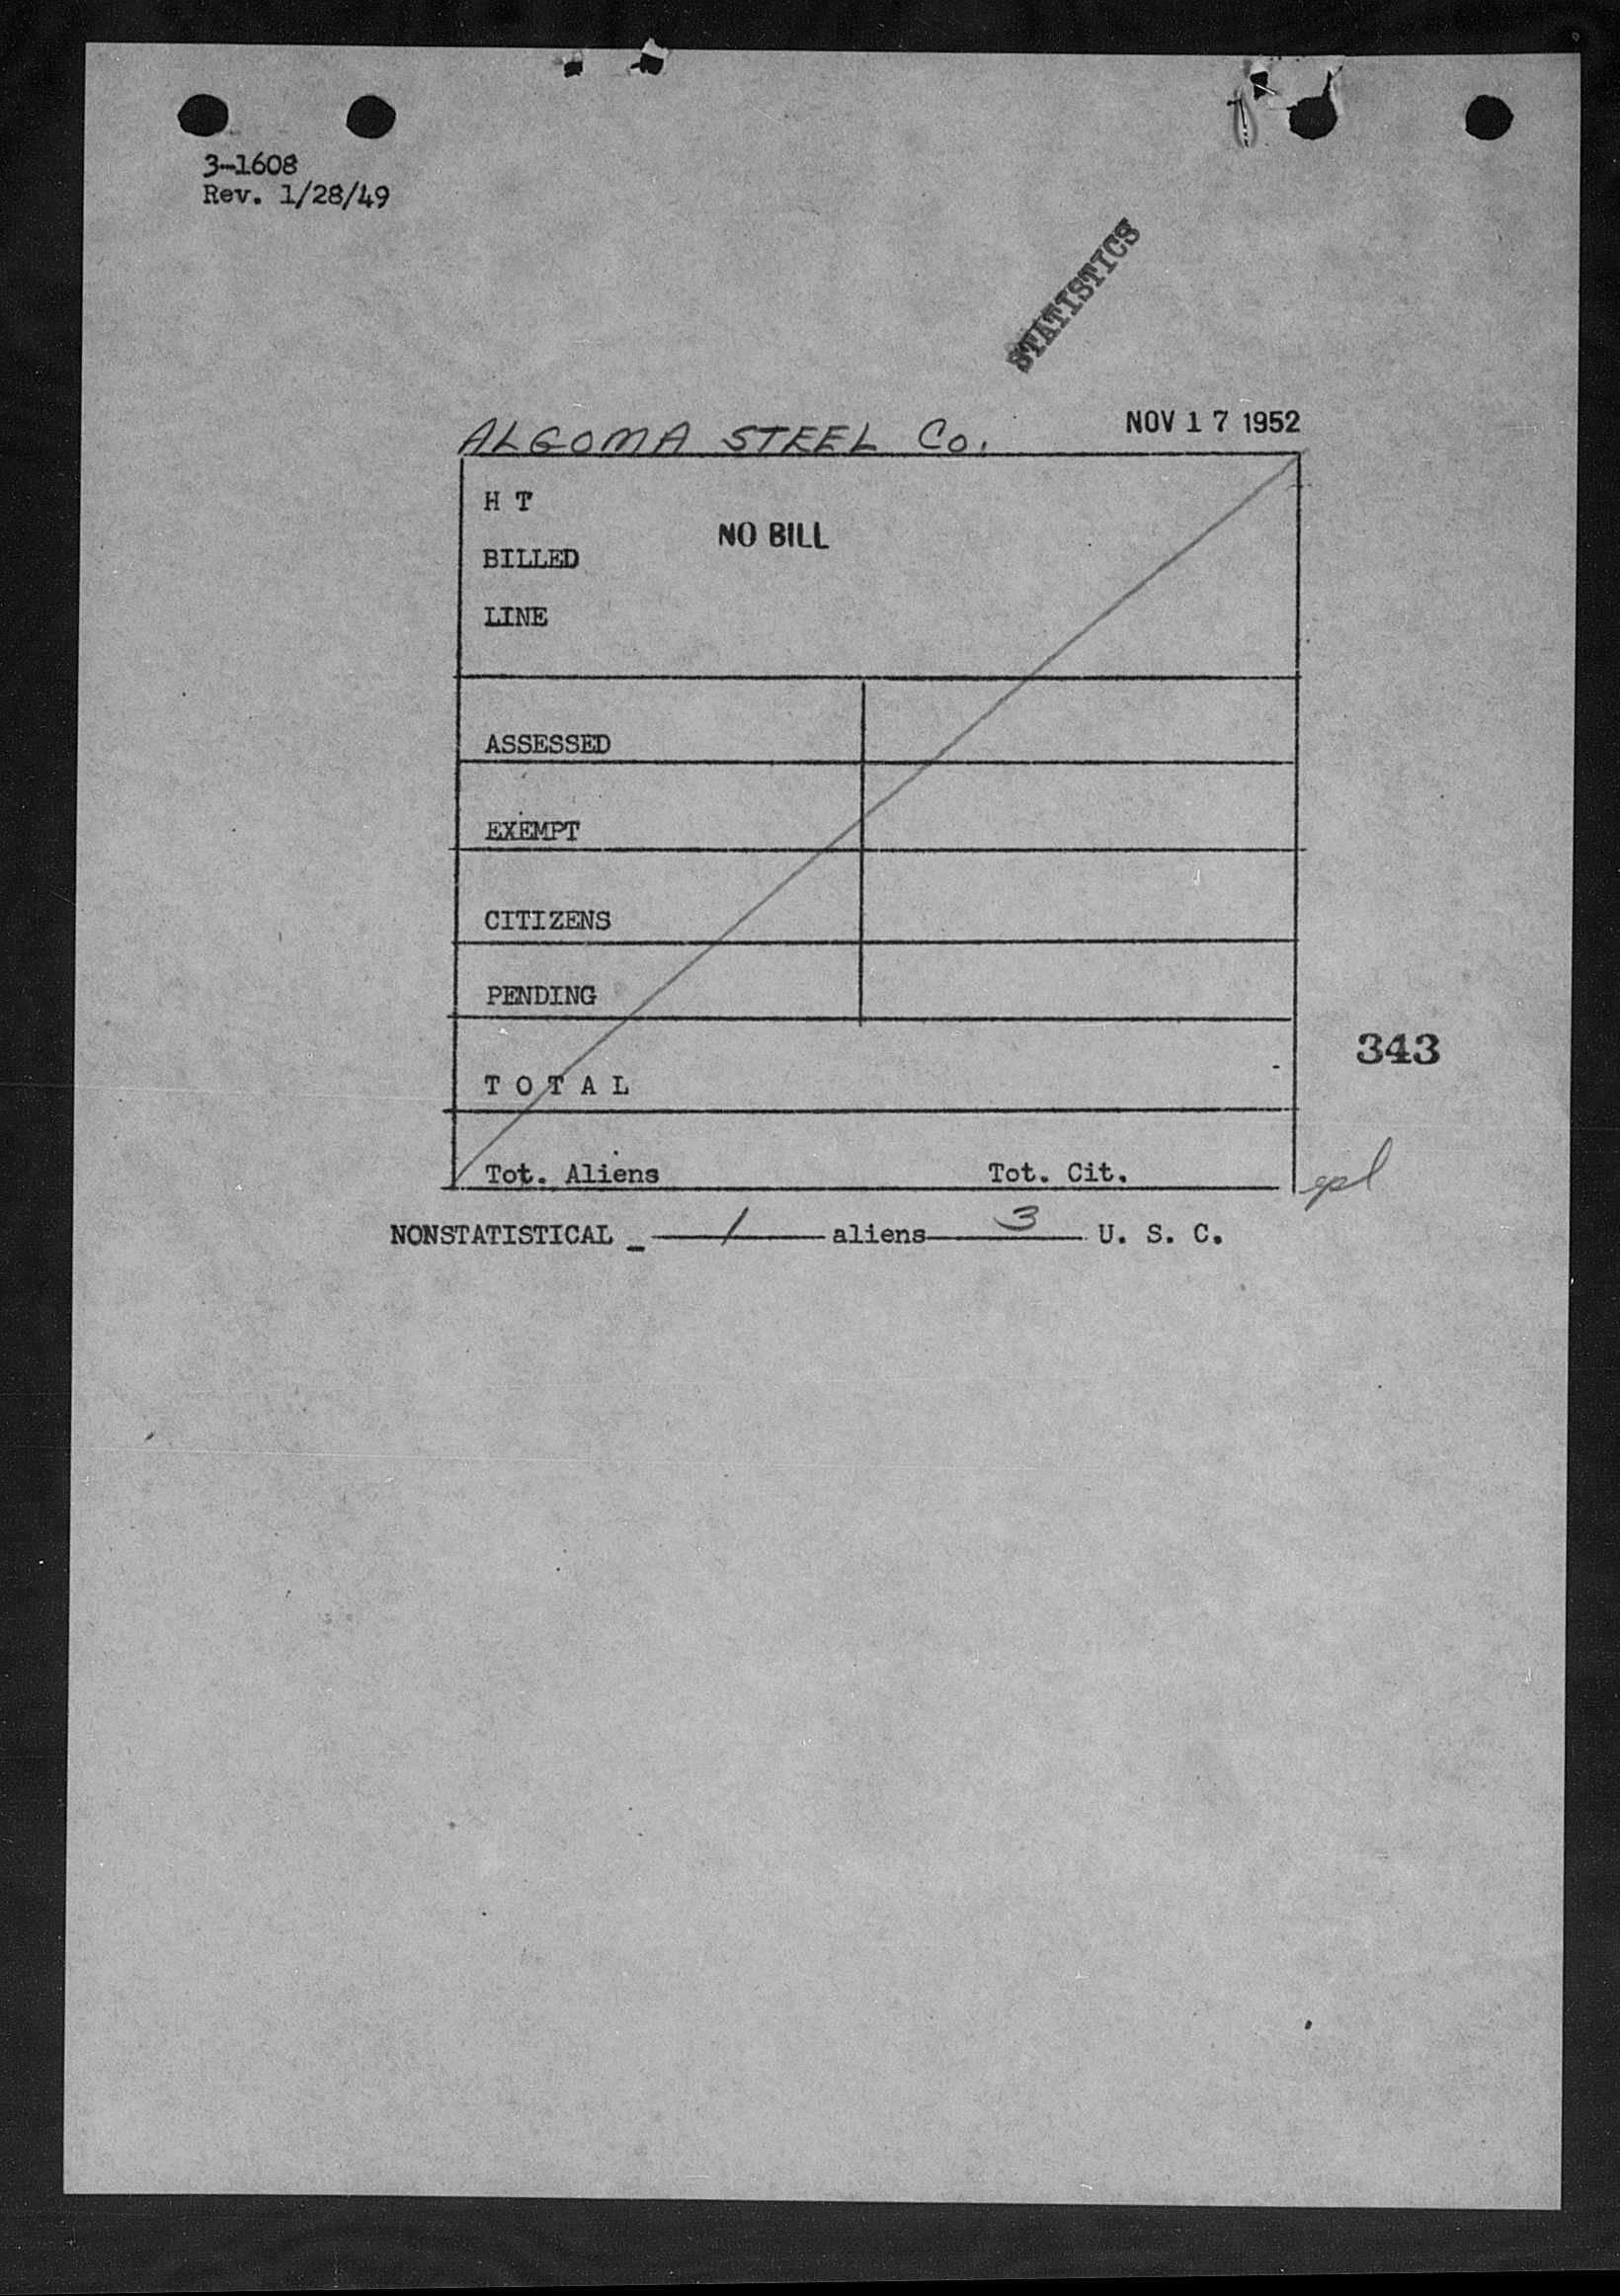 3-1608
Rev. 1/28/49
STATISTICS
ALGOMA STEEL Co. NOV 17 1952
H T
NO BILL
BILLED
LINE
ASSESSED
EXEMPT
CITIZENS
PENDING
343
T O T A L
Tot. Aliens Tot. Cit.
NONSTATISTICAL _ 1 aliens 3 U. S. C.